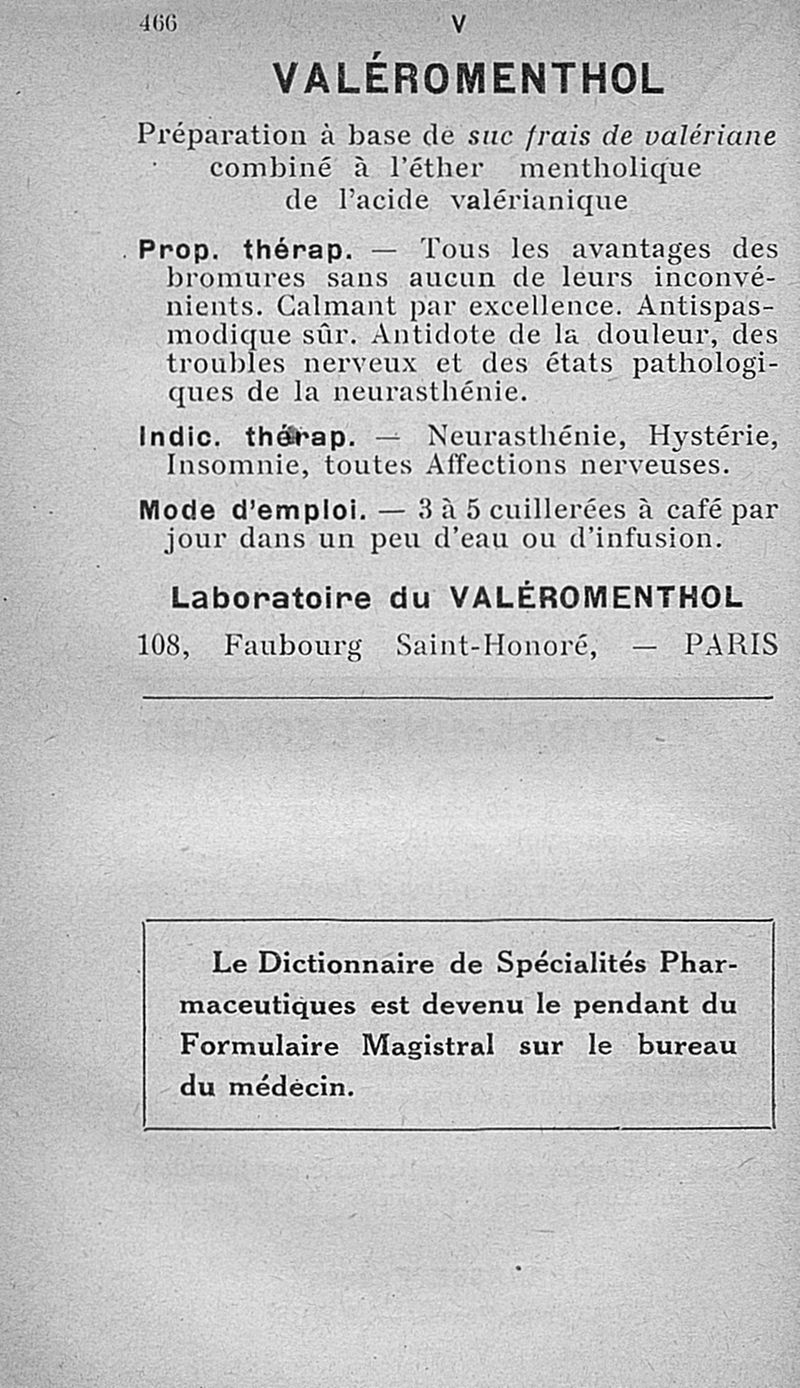 466
V
VALÉROMENTHOL
Préparation à base de suc frais de valériane
combiné à l'éther mentholique
de l'acide valérianique
Prop. thérap. — Tous les avantages des
bromures sans aucun de leurs inconvé-
nients. Calmant par excellence. Antispas-
modique sûr. Antidote de la douleur, des
troubles nerveux et des états pathologi-
ques de la neurasthénie.
Indic. thérap. — Neurasthénie, Hystérie,
Insomnie, toutes Affections nerveuses.
Mode d'emploi. — 3 à 5 cuillerées à café par
jour dans un peu d'eau ou d'infusion.
Laboratoire du VALÉROMENTHOL
108, Faubourg Saint-Honoré, — PARIS
Le Dictionnaire de Spécialités Phar-
maceutiques est devenu le pendant du
Formulaire Magistral sur le bureau
du médecin.